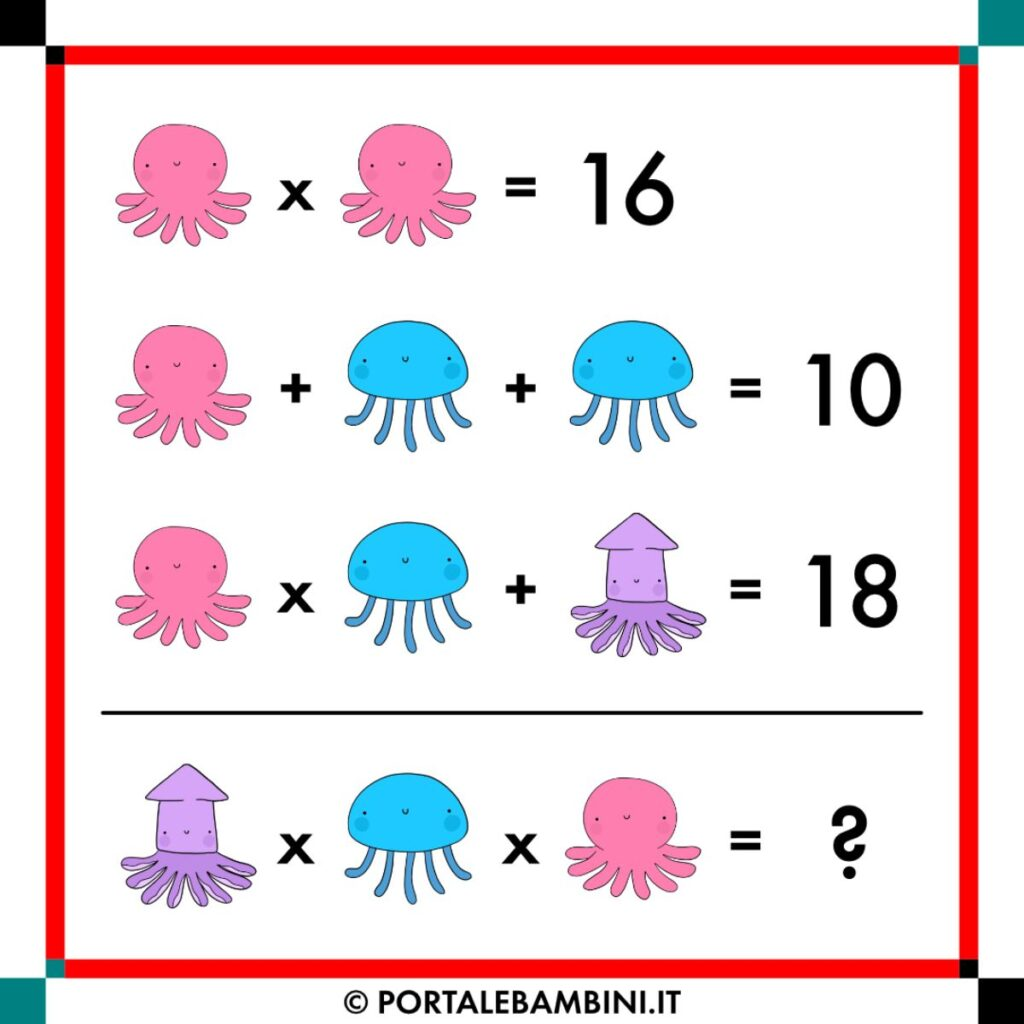 x = 16
+ + = 10
x + = 18
x x = ?
© PORTALEBAMBINI.IT